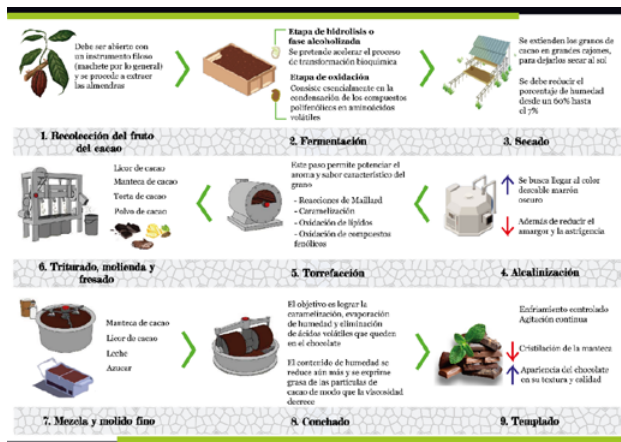 Debe ser abierto con
un instrumento filoso
(machete por lo general)
y se procede a extraer
las almendras
Etapa de hidrolisis o
fase alcoholizada
Se pretende acelerar el proceso
de transformación bioquímica
Etapa de oxidación
Consiste esencialmente en la
condensación de los compuestos
polifenólicos en aminoácidos
volátiles
Se extienden los granos de
cacao en grandes cajones,
para dejarlos secar al sol
Se debe reducir el
porcentaje de humedad
desde un 60% hasta
el 7%
1. Recolección del fruto
del cacao
2. Fermentación
3. Secado
Licor de cacao
Manteca de cacao
Torta de cacao
Polvo de cacao
Este paso permite potenciar el
aroma y sabor característico del
grano
- Reacciones de Maillard
- Caramelización
- Oxidación de lípidos
- Oxidación de compuestos
fenólicos
Se busca llegar al color
deseable marrón
oscuro
Además de reducir el
amargos y la astrigencia
6. Triturado, molienda y
fresado
5. Torrefacción
4. Alcalinización
Manteca de cacao
Licor de cacao
Leche
Azucar
El objetivo es lograr la
caramelización, evaporación
de humedad y eliminación
de ácidos volátiles que queden
en el chocolate
El contenido de humedad se
reduce aún más y se exprime
grasa de las partículas de
cacao de modo que la viscosidad
decrece
Enfriamiento controlado
Agitación continua
Cristilación de la manteca
Apariencia del chocolate
en su textura y calidad
7. Mezcla y molido fino
8. Conchado
9. Templado